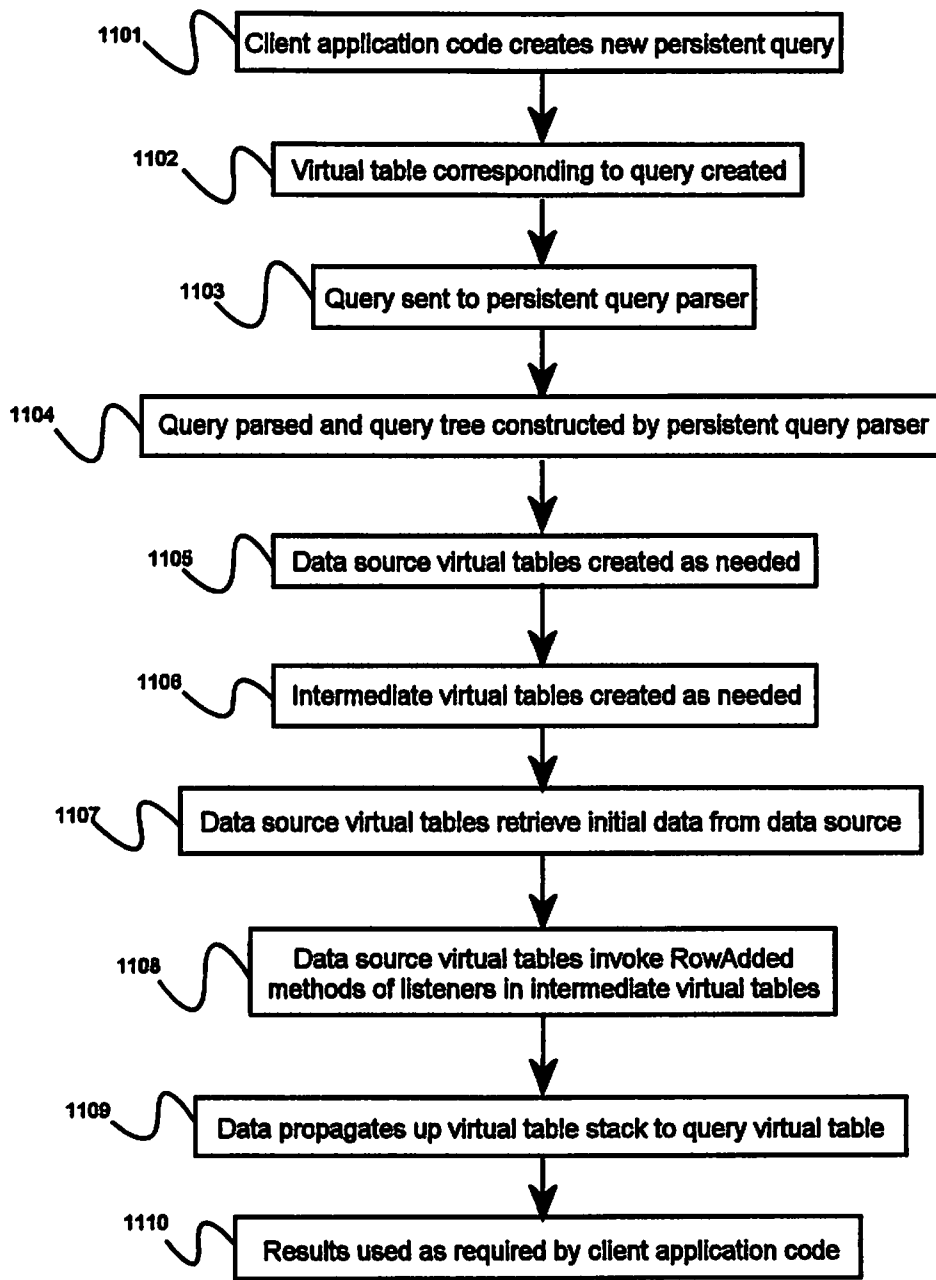 1101
Client application code creates new persistent query
1102
Virtual table corresponding to query created
1103
Query sent to persistent query parser
1104
Query parsed and query tree constructed by persistent query parser
1105
Data source virtual tables created as needed
1106
Intermediate virtual tables created as needed
1107
Data source virtual tables retrieve initial data from data source
1108
Data source virtual tables invoke RowAdded
methods of listeners in intermediate virtual tables
1109
Data propagates up virtual table stack to query virtual table
1110
Results used as required by client application code